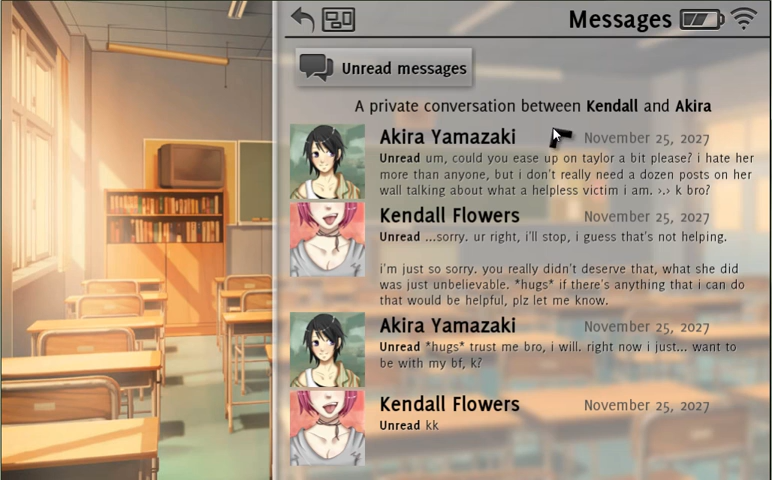 Messages
Unread messages
A private conversation between Kendall and Akira
Akira Yamazaki November 25, 2027
Unread um, could you ease up on taylor a bit please? i hate her
more than anyone, but i don't really need a dozen posts on her
wall talking about what a helpless victim i am. >.> k bro?
Kendall Flowers November 25, 2027
Unread ...sorry. ur right, i'll stop, i guess that's not helping.
i'm just so sorry. you really didn't deserve that, what she did
was just unbelievable. *hugs* if there's anything that i can do
that would be helpful, plz let me know.
Akira Yamazaki November 25, 2027
Unread *hugs* trust me bro, i will. right now i just... want to
be with my bf, k?
Kendall Flowers November 25, 2027
Unread kk